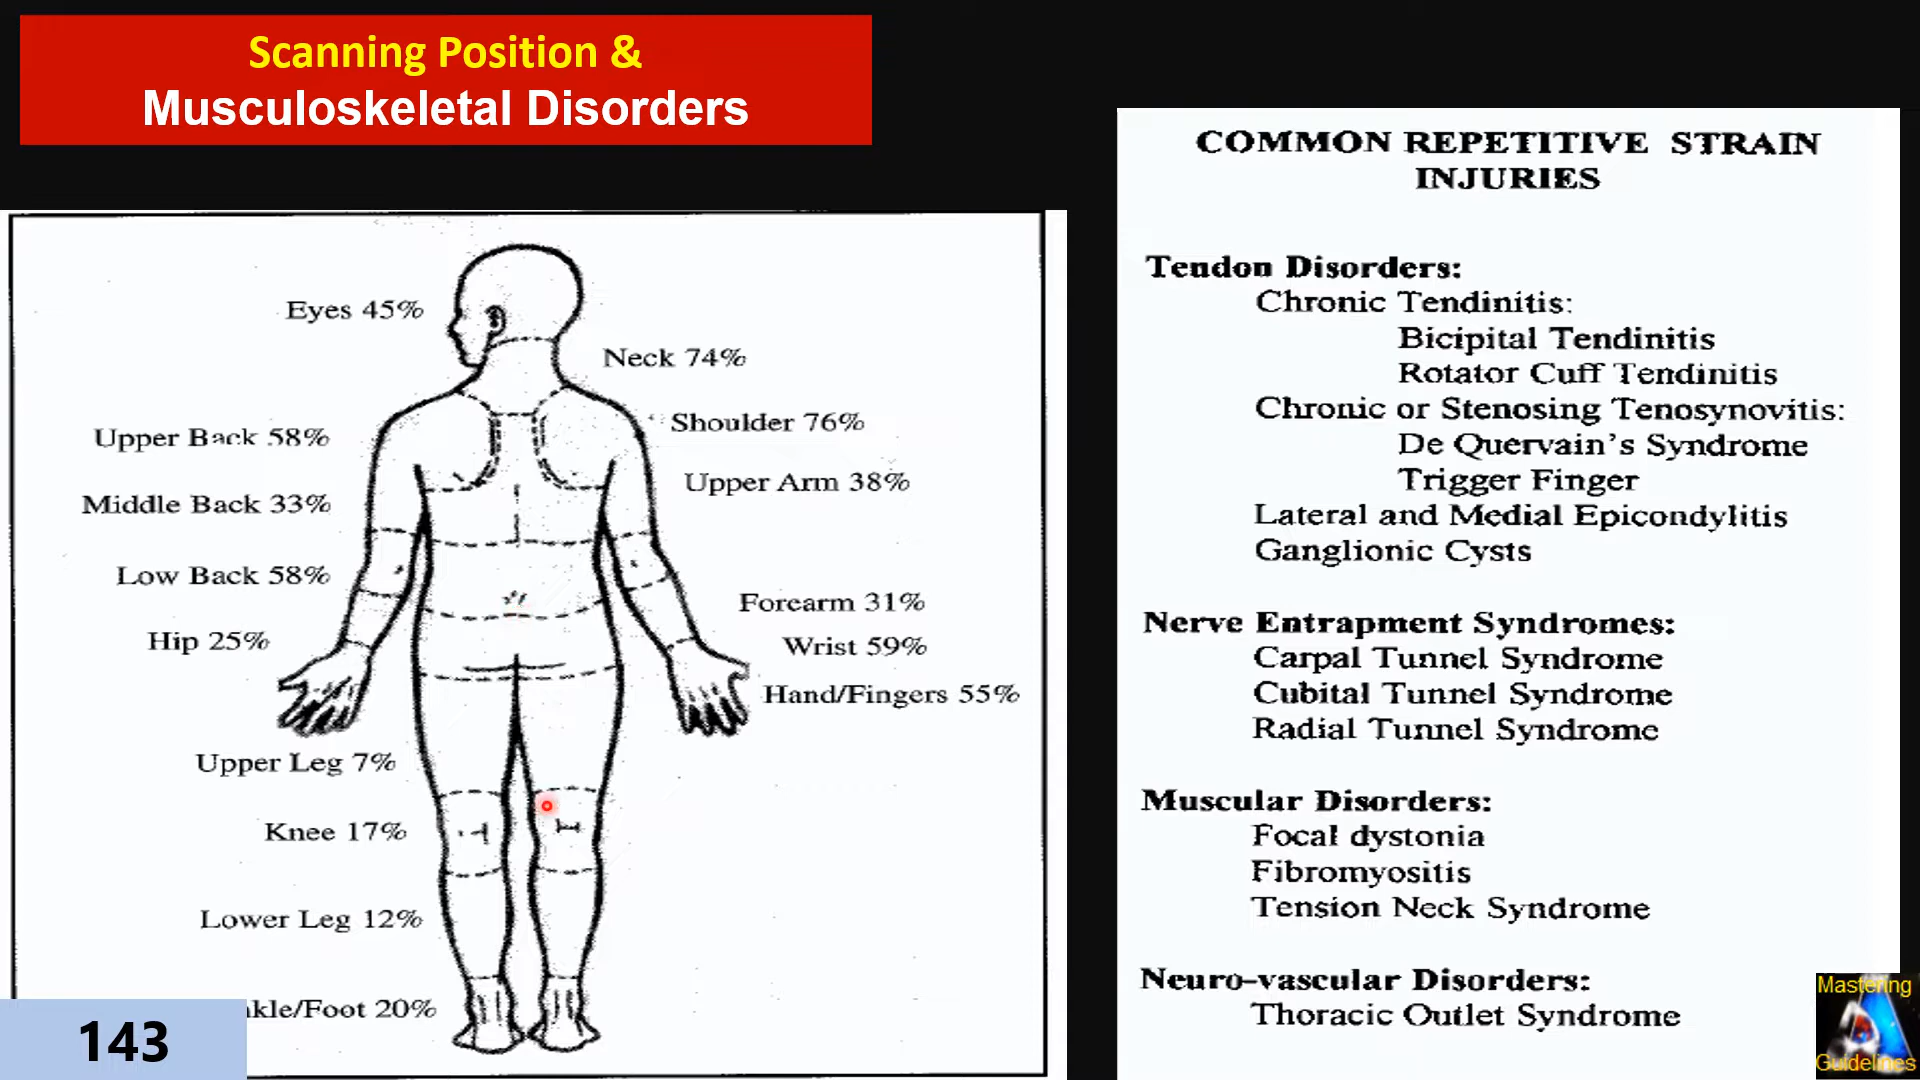 Scanning Position &
Musculoskeletal Disorders
Eyes 45%
Neck 74%
Shoulder 76%
Upper Back 58%
Upper Arm 38%
Middle Back 33%
Low Back 58%
Forearm 31%
Hip 25%
Wrist 59%
Hand/Fingers 55%
Upper Leg 7%
Knee 17%
Lower Leg 12%
kle/Foot 20%
143
COMMON REPETITIVE STRAIN
INJURIES
Tendon Disorders:
Chronic Tendinitis:
Bicipital Tendinitis
Rotator Cuff Tendinitis
Chronic or Stenosing Tenosynovitis:
De Quervain's Syndrome
Trigger Finger
Lateral and Medial Epicondylitis
Ganglionic Cysts
Nerve Entrapment Syndromes:
Carpal Tunnel Syndrome
Cubital Tunnel Syndrome
Radial Tunnel Syndrome
Muscular Disorders:
Focal dystonia
Fibromyositis
Tension Neck Syndrome
Neuro-vascular Disorders:
Thoracic Outlet Syndrome
Mastering
Guidelines